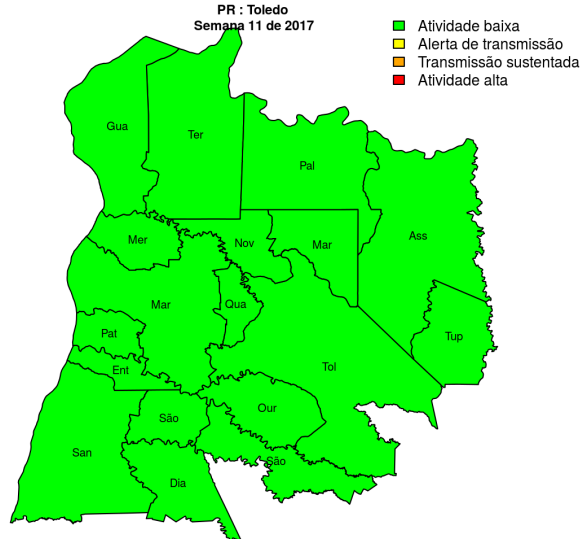 PR : Toledo
Semana 11 de 2017
Atividade baixa
Alerta de transmissão
Transmissão sustentada
Atividade alta
Gua
Ter
Pal
Ass
Mer
Nov
Mar
Mar
Qua
Pat
Tup
Ent
Tol
São
Our
San
São
Dia